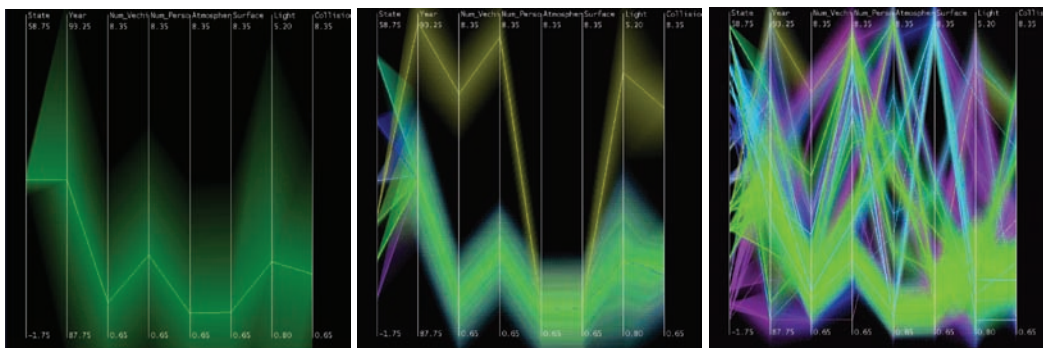 State Year Num_Vechi Num_Perso Atmospher Surface Light Collisio
58.75 93.25 8.35 8.35 8.35 8.35 5.20 8.35
-1.75 87.75 0.65 0.65 0.65 0.65 0.80 0.65
State Year Num_Vechi Num_Perso Atmospher Surface Light Collisio
58.75 93.25 8.35 8.35 8.35 8.35 5.20 8.35
-1.75 87.75 0.65 0.65 0.65 0.65 0.80 0.65
State Year Num_Vechi Num_Perso Atmospher Surface Light Collisio
58.75 93.25 8.35 8.35 8.35 8.35 5.20 8.35
-1.75 87.75 0.65 0.65 0.65 0.65 0.80 0.65